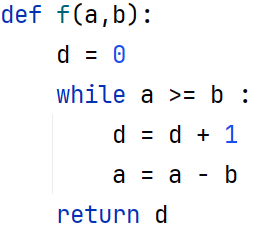 def f(a,b):
    d = 0
    while a >= b :
        d = d + 1
        a = a - b
    return d